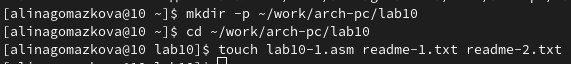 [alinagomazkova@10 ~]$ mkdir -p ~/work/arch-pc/lab10
[alinagomazkova@10 ~]$ cd ~/work/arch-pc/lab10
[alinagomazkova@10 lab10]$ touch lab10-1.asm readme-1.txt readme-2.txt